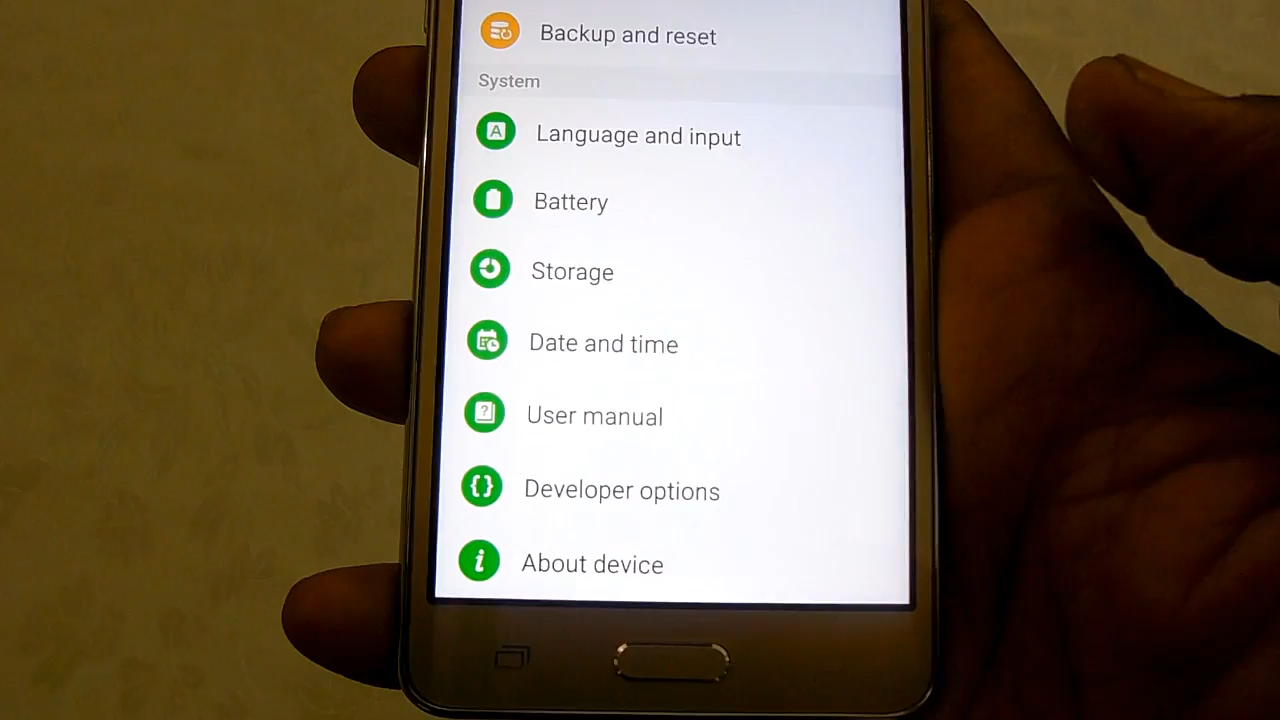 Backup and reset
System
A
Language and input
Battery
Storage
Date and time
?
User manual
{}
Developer options
i
About device